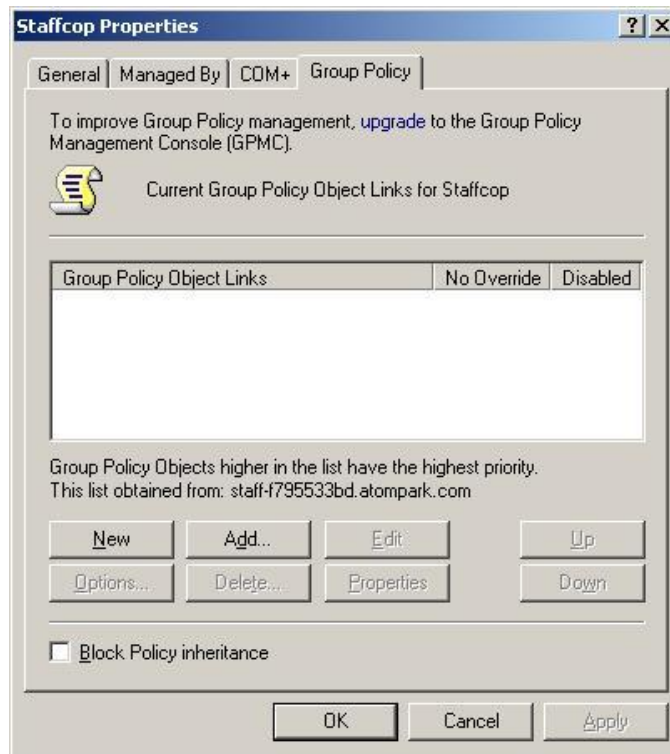 Staffcop Properties
General Managed By COM+ Group Policy
To improve Group Policy management, upgrade to the Group Policy
Management Console (GPMC).
Current Group Policy Object Links for Staffcop
Group Policy Object Links No Override Disabled
Group Policy Objects higher in the list have the highest priority.
This list obtained from: staff-f795533bd.atompark.com
New Add... Edit Up
Options... Delete... Properties Down
Block Policy inheritance
OK Cancel Apply